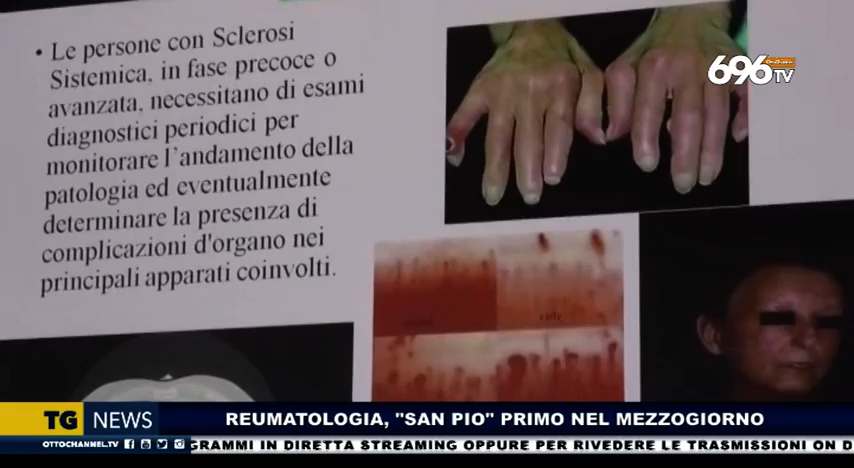 • Le persone con Sclerosi
Sistemica, in fase precoce o
avanzata, necessitano di esami
diagnostici periodici per
monitorare l'andamento della
patologia ed eventualmente
determinare la presenza di
complicazioni d'organo nei
principali apparati coinvolti.
696
TV
TG NEWS
REUMATOLOGIA, "SAN PIO" PRIMO NEL MEZZOGIORNO
OTTOCHANNEL.TV
GRAMMI IN DIRETTA STREAMING OPPURE PER RIVEDERE LE TRASMISSIONI ON D